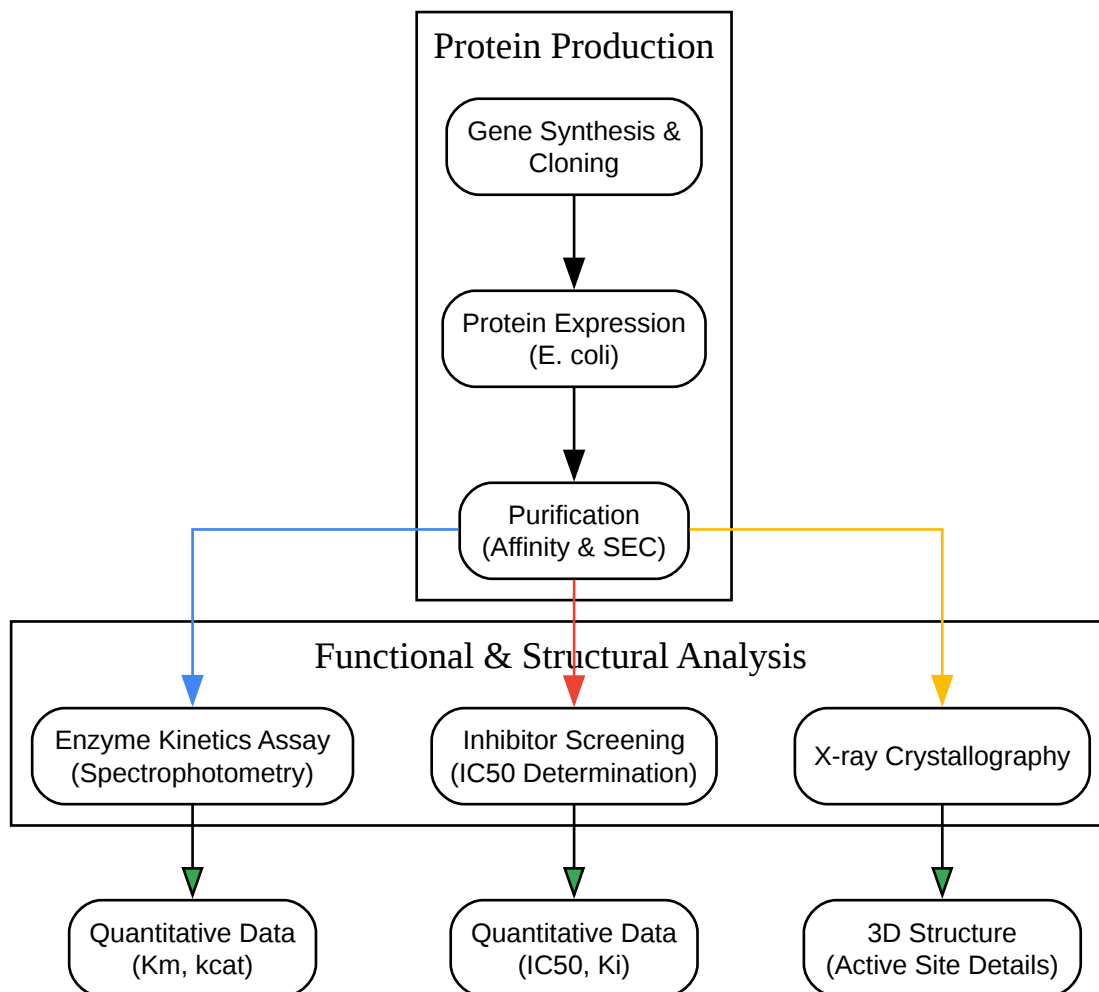 Protein Production
Gene Synthesis &
Cloning
Protein Expression
(E. coli)
Purification
(Affinity & SEC)
Functional & Structural Analysis
Enzyme Kinetics Assay
(Spectrophotometry)
Inhibitor Screening
(IC50 Determination)
X-ray Crystallography
Quantitative Data
(Km, kcat)
Quantitative Data
(IC50, Ki)
3D Structure
(Active Site Details)